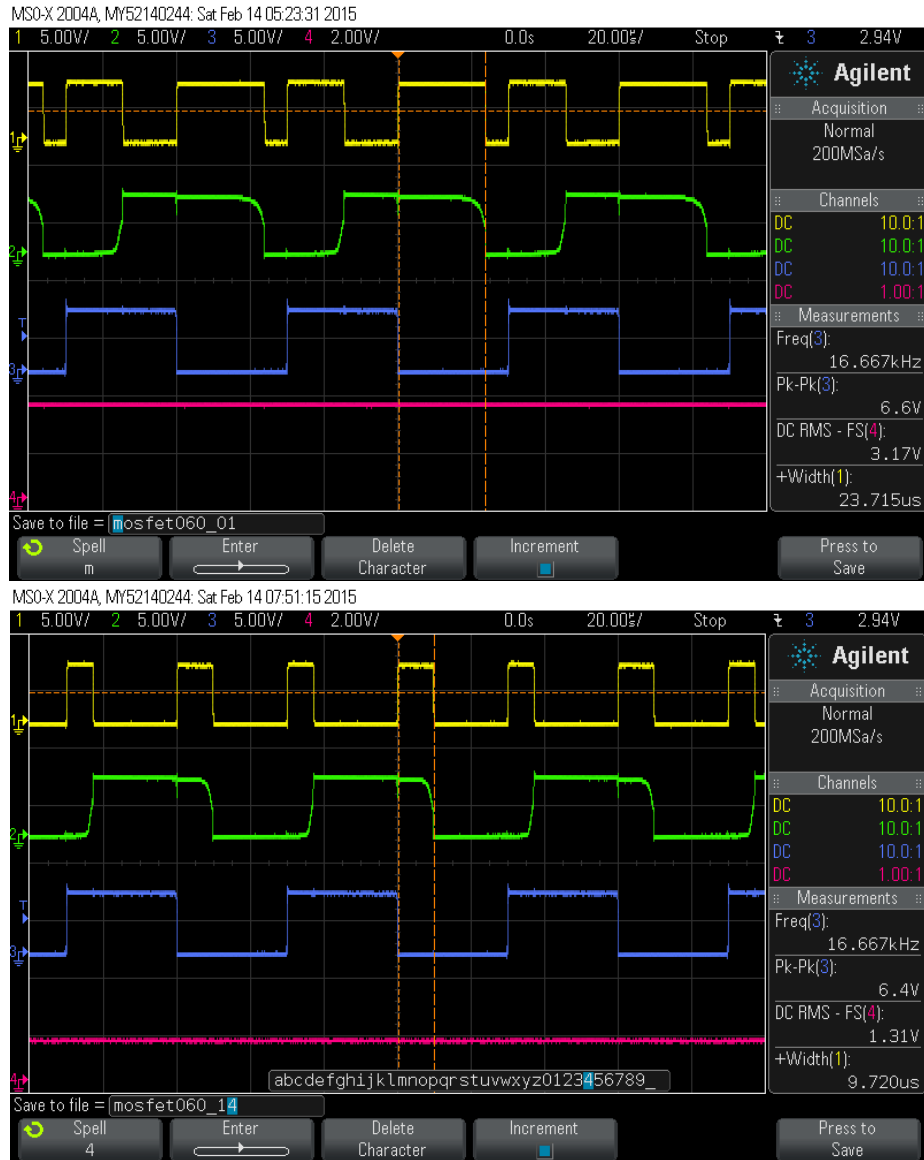 MSO-X 2004A, MY52140244: Sat Feb 14 05:23:31 2015
1 5.00V/ 2 5.00V/ 3 5.00V/ 4 2.00V/ 0.0s 20.00us/ Stop 3 2.94V
Agilent
Acquisition
Normal
200MSa/s
Channels
DC 10.0:1
DC 10.0:1
DC 10.0:1
DC 1.00:1
Measurements
Freq(3):
16.667kHz
Pk-Pk(3):
6.6V
DC RMS - FS(4):
3.17V
+Width(1):
23.715us
1
2
T
3
4
Save to file = mosfet060_01
Spell Enter Delete Increment Press to
m Character Save
MSO-X 2004A, MY52140244: Sat Feb 14 07:51:15 2015
1 5.00V/ 2 5.00V/ 3 5.00V/ 4 2.00V/ 0.0s 20.00us/ Stop 3 2.94V
Agilent
Acquisition
Normal
200MSa/s
Channels
DC 10.0:1
DC 10.0:1
DC 10.0:1
DC 1.00:1
Measurements
Freq(3):
16.667kHz
Pk-Pk(3):
6.4V
DC RMS - FS(4):
1.31V
+Width(1):
9.720us
1
2
T
3
4
abcdefghijklmnopqrstuvwxyz0123456789_
Save to file = mosfet060_14
Spell Enter Delete Increment Press to
4 Character Save